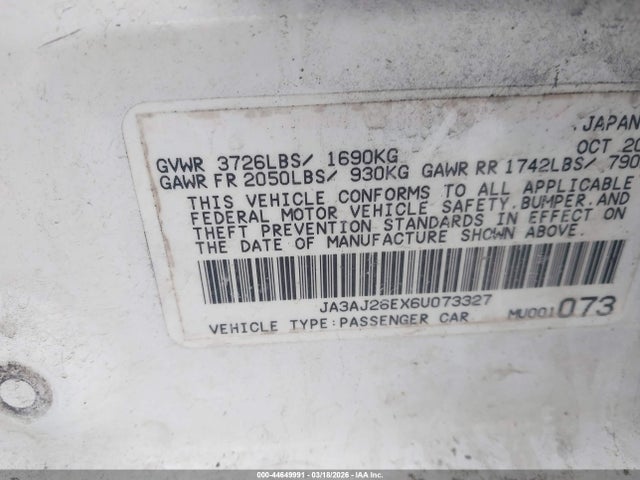 JAPAN
OCT 20
GVWR 3726LBS/ 1690KG
GAWR FR 2050LBS/ 930KG GAWR RR 1742LBS/ 790
THIS VEHICLE CONFORMS TO ALL APPLICABLE
FEDERAL MOTOR VEHICLE SAFETY,BUMPER,AND
THEFT PREVENTION STANDARDS IN EFFECT ON
THE DATE OF MANUFACTURE SHOWN ABOVE.
JA3AJ26EX6U073327
VEHICLE TYPE:PASSENGER CAR MU001073
000-44649991 - 03/18/2026 - IAAI Inc. Copyright